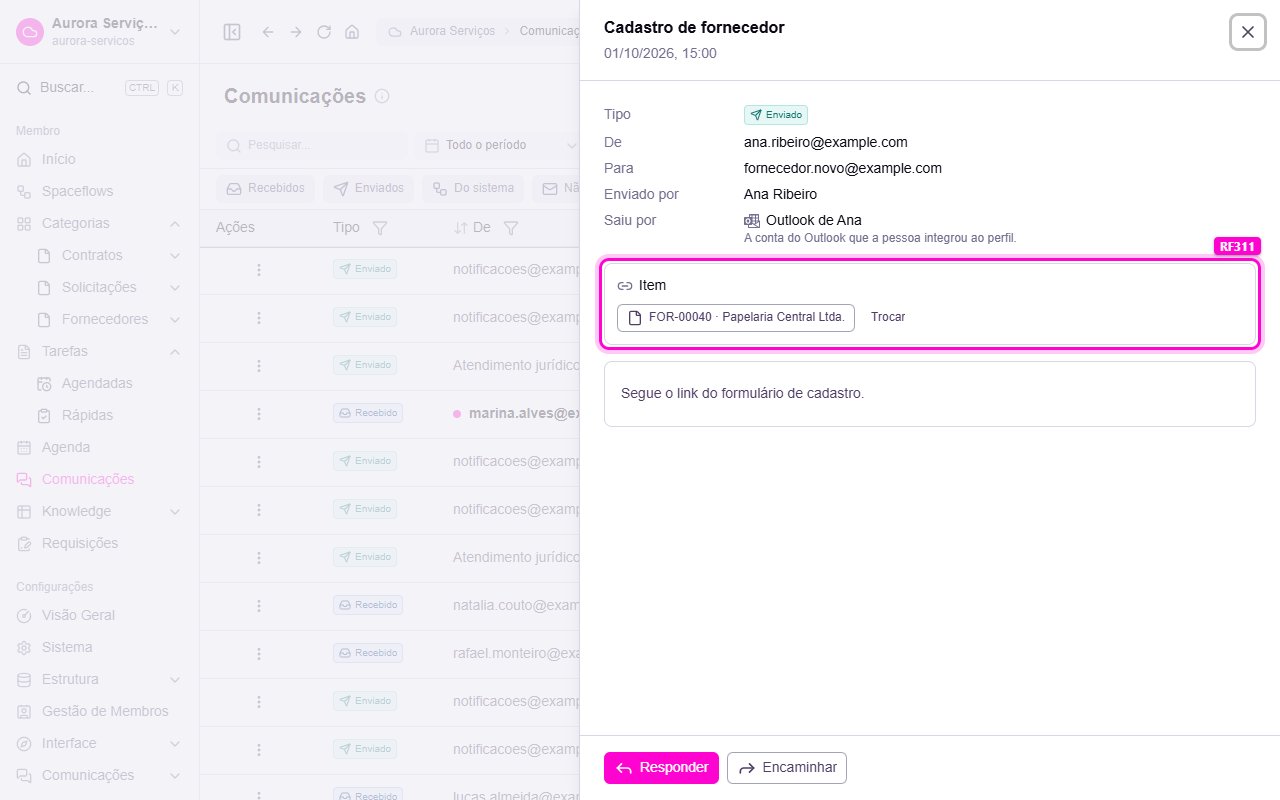 Aurora Serviç...
aurora-servicos
Buscar...
CTRL
K
Membro
Início
Spaceflows
Categorias
Contratos
Solicitações
Fornecedores
Tarefas
Agendadas
Rápidas
Agenda
Comunicações
Knowledge
Requisições
Configurações
Visão Geral
Sistema
Estrutura
Gestão de Membros
Interface
Comunicações
Aurora Serviços
Comunicaç
Comunicações
Pesquisar...
Todo o período
Recebidos
Enviados
Do sistema
Nã
Ações
Tipo
De
Enviado
notificacoes@examp
Enviado
notificacoes@examp
Enviado
Atendimento jurídico
Recebido
marina.alves@ex
Enviado
notificacoes@examp
Enviado
notificacoes@examp
Enviado
Atendimento jurídico
Recebido
natalia.couto@exam
Recebido
rafael.monteiro@exa
Enviado
notificacoes@examp
Enviado
notificacoes@examp
Recebido
lucas.almeida@exam
Cadastro de fornecedor
01/10/2026, 15:00
Tipo
Enviado
De
ana.ribeiro@example.com
Para
fornecedor.novo@example.com
Enviado por
Ana Ribeiro
Saiu por
Outlook de Ana
A conta do Outlook que a pessoa integrou ao perfil.
RF311
Item
FOR-00040 · Papelaria Central Ltda.
Trocar
Segue o link do formulário de cadastro.
Responder
Encaminhar